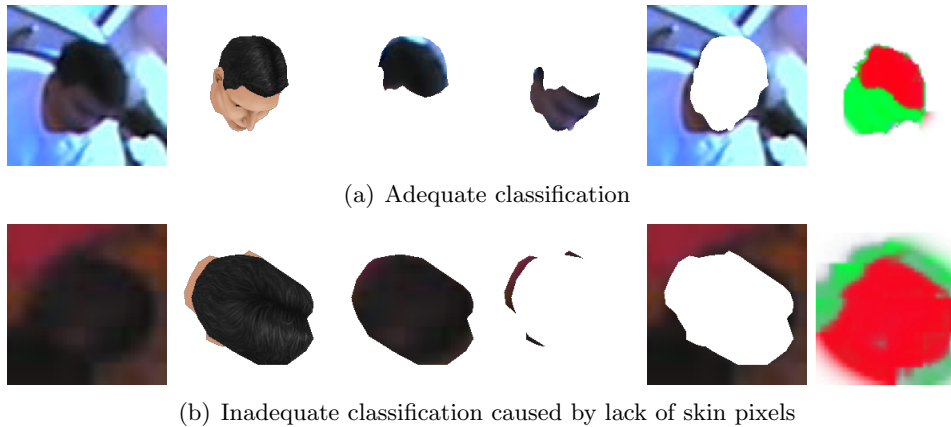 (a) Adequate classification
(b) Inadequate classification caused by lack of skin pixels